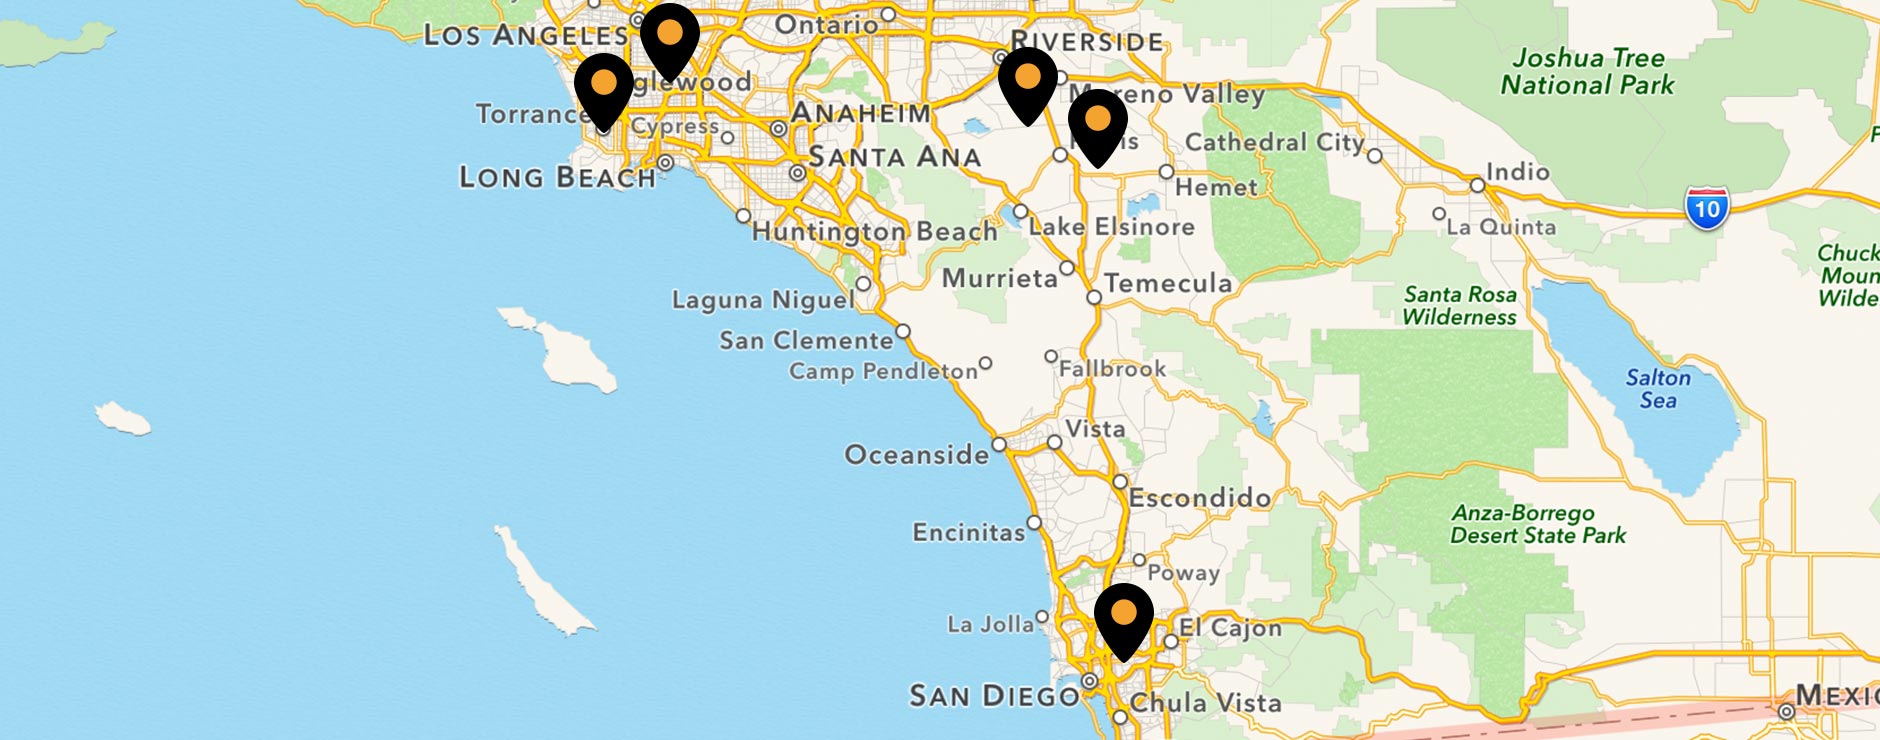 Ontario
LOS ANGELES
RIVERSIDE
Joshua Tree
National Park
glewood
Moreno Valley
Torrance
ANAHEIM
Cypress
Cathedral City
SANTA ANA
LONG BEACH
Hemet
Indio
10
La Quinta
Lake Elsinore
Huntington Beach
Chuck
Moun
Wilde
Murrieta
Temecula
Laguna Niguel
Santa Rosa
Wilderness
San Clemente
Camp Pendleton
Fallbrook
Salton
Sea
Vista
Oceanside
Escondido
Anza-Borrego
Desert State Park
Encinitas
Poway
La Jolla
El Cajon
SAN DIEGO
Chula Vista
MEXIC